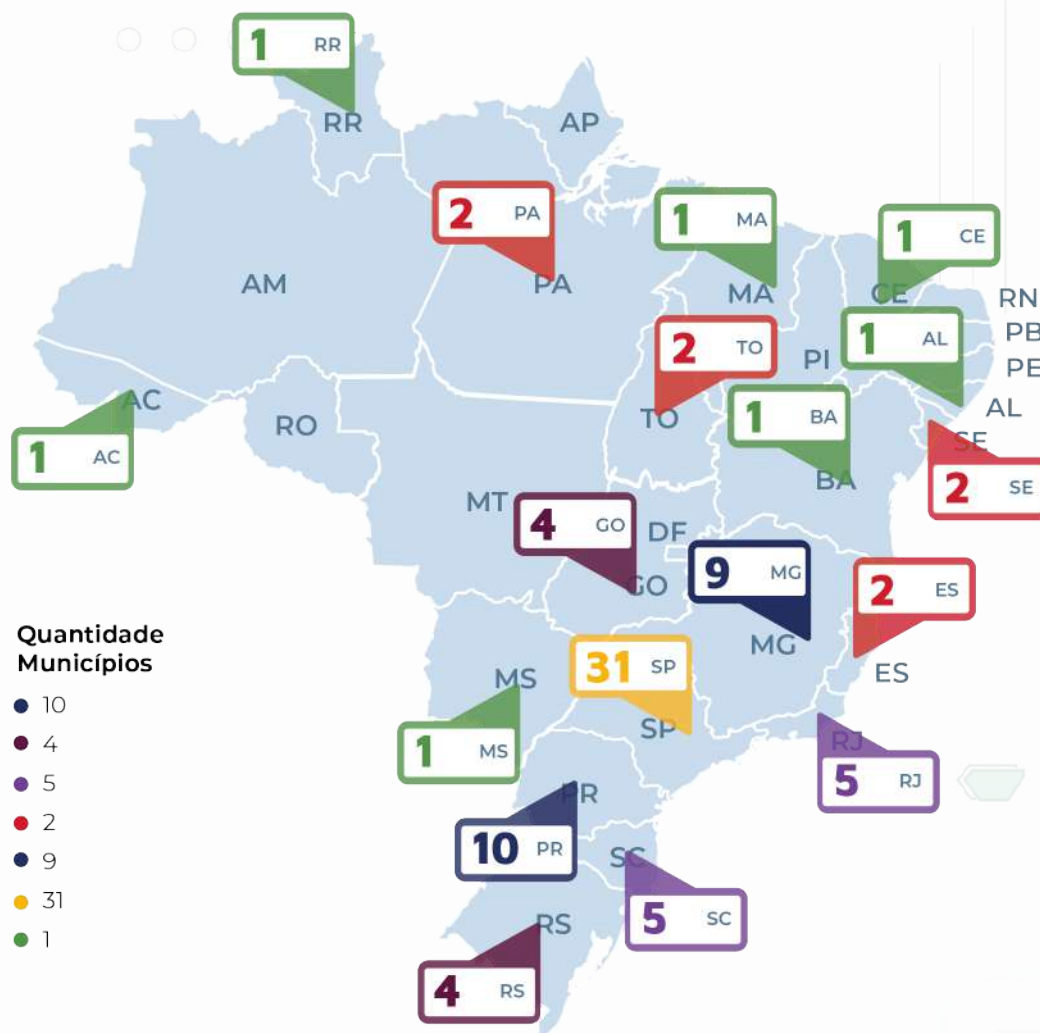 1 RR
RR
AP
2 PA
1 MA
1 CE
AM
PA
MA
CE
RN
PB
PE
1 AL
2 TO
PI
AL
AC
RO
TO
1 BA
SE
1 AC
BA
2 SE
MT
4 GO
DF
9 MG
GO
2 ES
MG
ES
Quantidade
Municípios
10
4
5
2
9
31
1
MS
31 SP
SP
RJ
1 MS
5 RJ
PR
10 PR
SC
5 SC
RS
4 RS